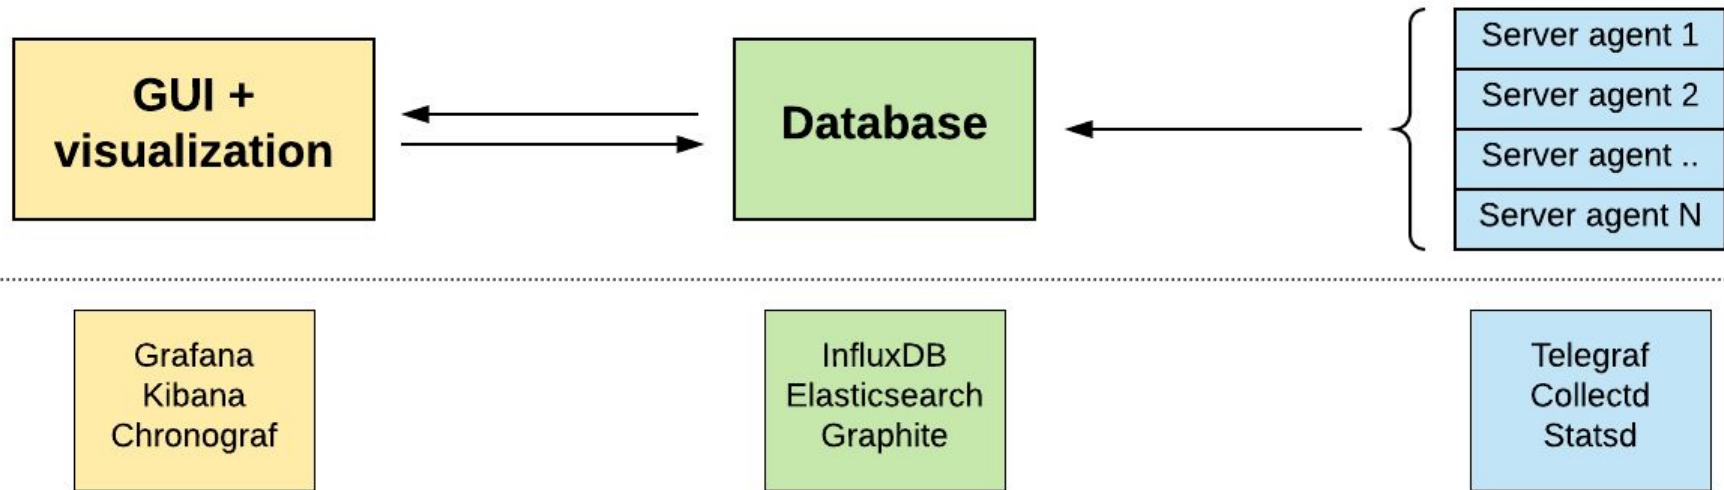 GUI +
visualization
Database
Server agent 1
Server agent 2
Server agent ..
Server agent N
Grafana
Kibana
Chronograf
InfluxDB
Elasticsearch
Graphite
Telegraf
Collectd
Statsd